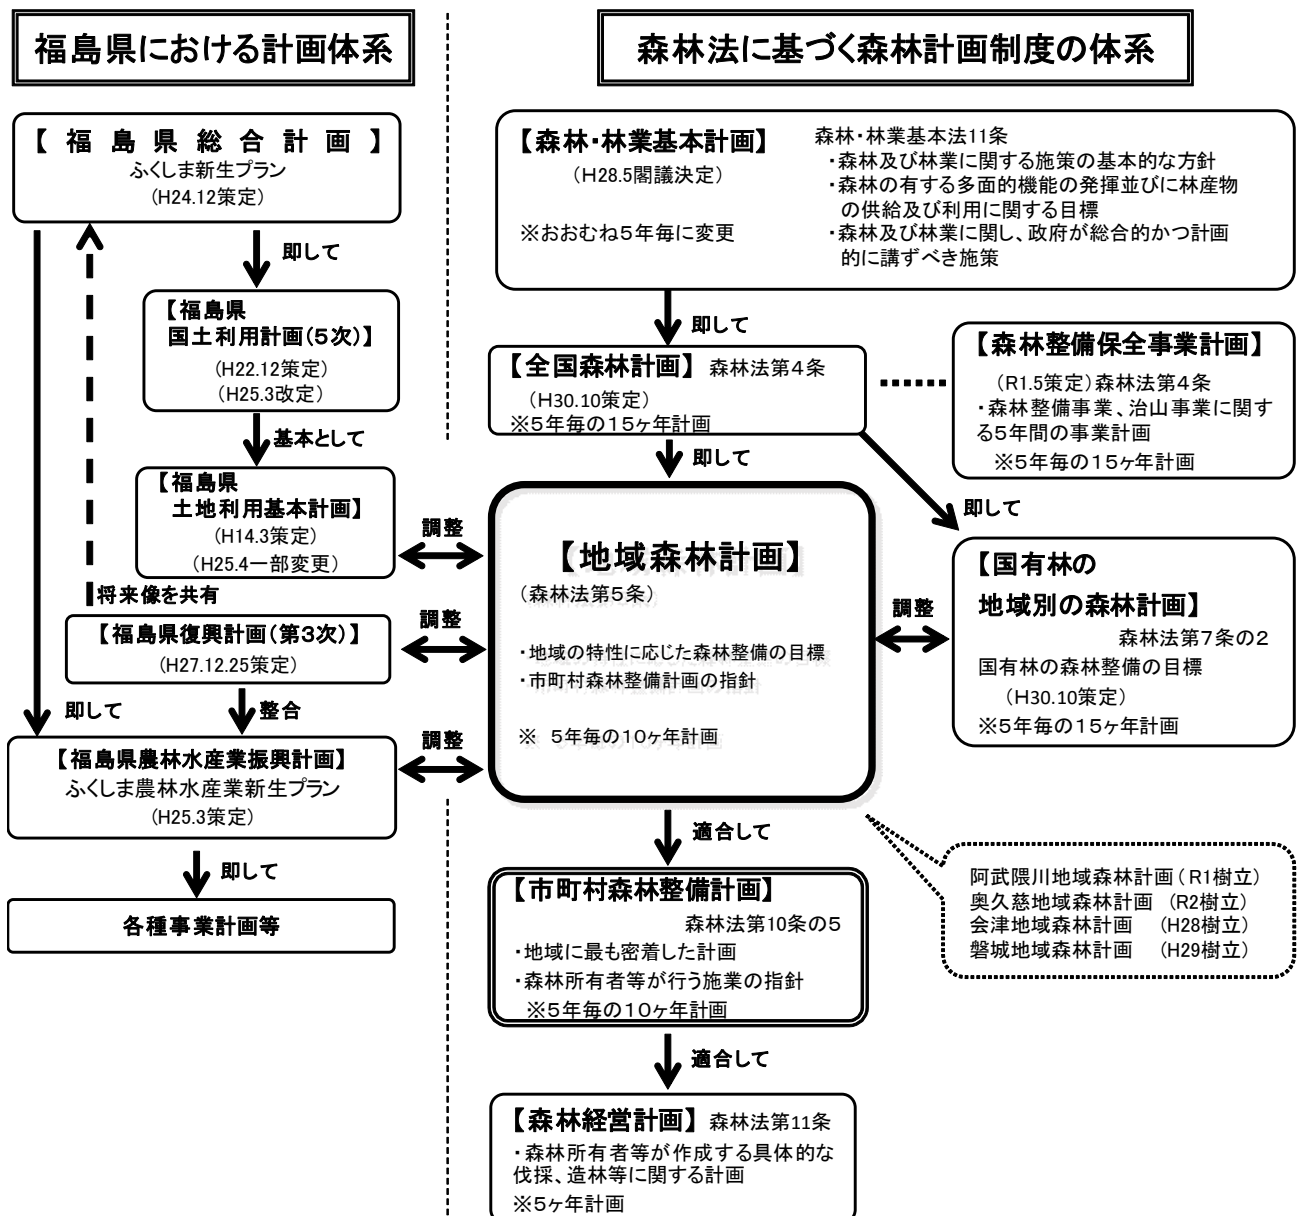 福島県における計画体系
【 福 島 県 総 合 計 画 】
ふくしま新生プラン
(H24.12策定)
即して
【福島県
国土利用計画(5次)】
(H22.12策定)
(H25.3改定)
基本として
【福島県
土地利用基本計画】
(H14.3策定)
(H25.4一部変更)
調整
将来像を共有
【福島県復興計画(第3次)】
(H27.12.25策定)
調整
即して
整合
【福島県農林水産業振興計画】
ふくしま農林水産業新生プラン
(H25.3策定)
調整
即して
各種事業計画等
森林法に基づく森林計画制度の体系
【森林・林業基本計画】
(H28.5閣議決定)
※おおむね5年毎に変更
森林・林業基本法11条
・森林及び林業に関する施策の基本的な方針
・森林の有する多面的機能の発揮並びに林産物
の供給及び利用に関する目標
・森林及び林業に関し、政府が総合的かつ計画
的に講ずべき施策
即して
【全国森林計画】 森林法第4条
(H30.10策定)
※5年毎の15ヶ年計画
【森林整備保全事業計画】
(R1.5策定)森林法第4条
・森林整備事業、治山事業に関す
る5年間の事業計画
※5年毎の15ヶ年計画
即して
即して
【地域森林計画】
(森林法第5条)
・地域の特性に応じた森林整備の目標
・市町村森林整備計画の指針
※ 5年毎の10ヶ年計画
調整
【国有林の
地域別の森林計画】
森林法第7条の2
国有林の森林整備の目標
(H30.10策定)
※5年毎の15ヶ年計画
適合して
阿武隈川地域森林計画(R1樹立)
奥久慈地域森林計画 (R2樹立)
会津地域森林計画 (H28樹立)
磐城地域森林計画 (H29樹立)
【市町村森林整備計画】
森林法第10条の5
・地域に最も密着した計画
・森林所有者等が行う施業の指針
※5年毎の10ヶ年計画
適合して
【森林経営計画】 森林法第11条
・森林所有者等が作成する具体的な
伐採、造林等に関する計画
※5ヶ年計画